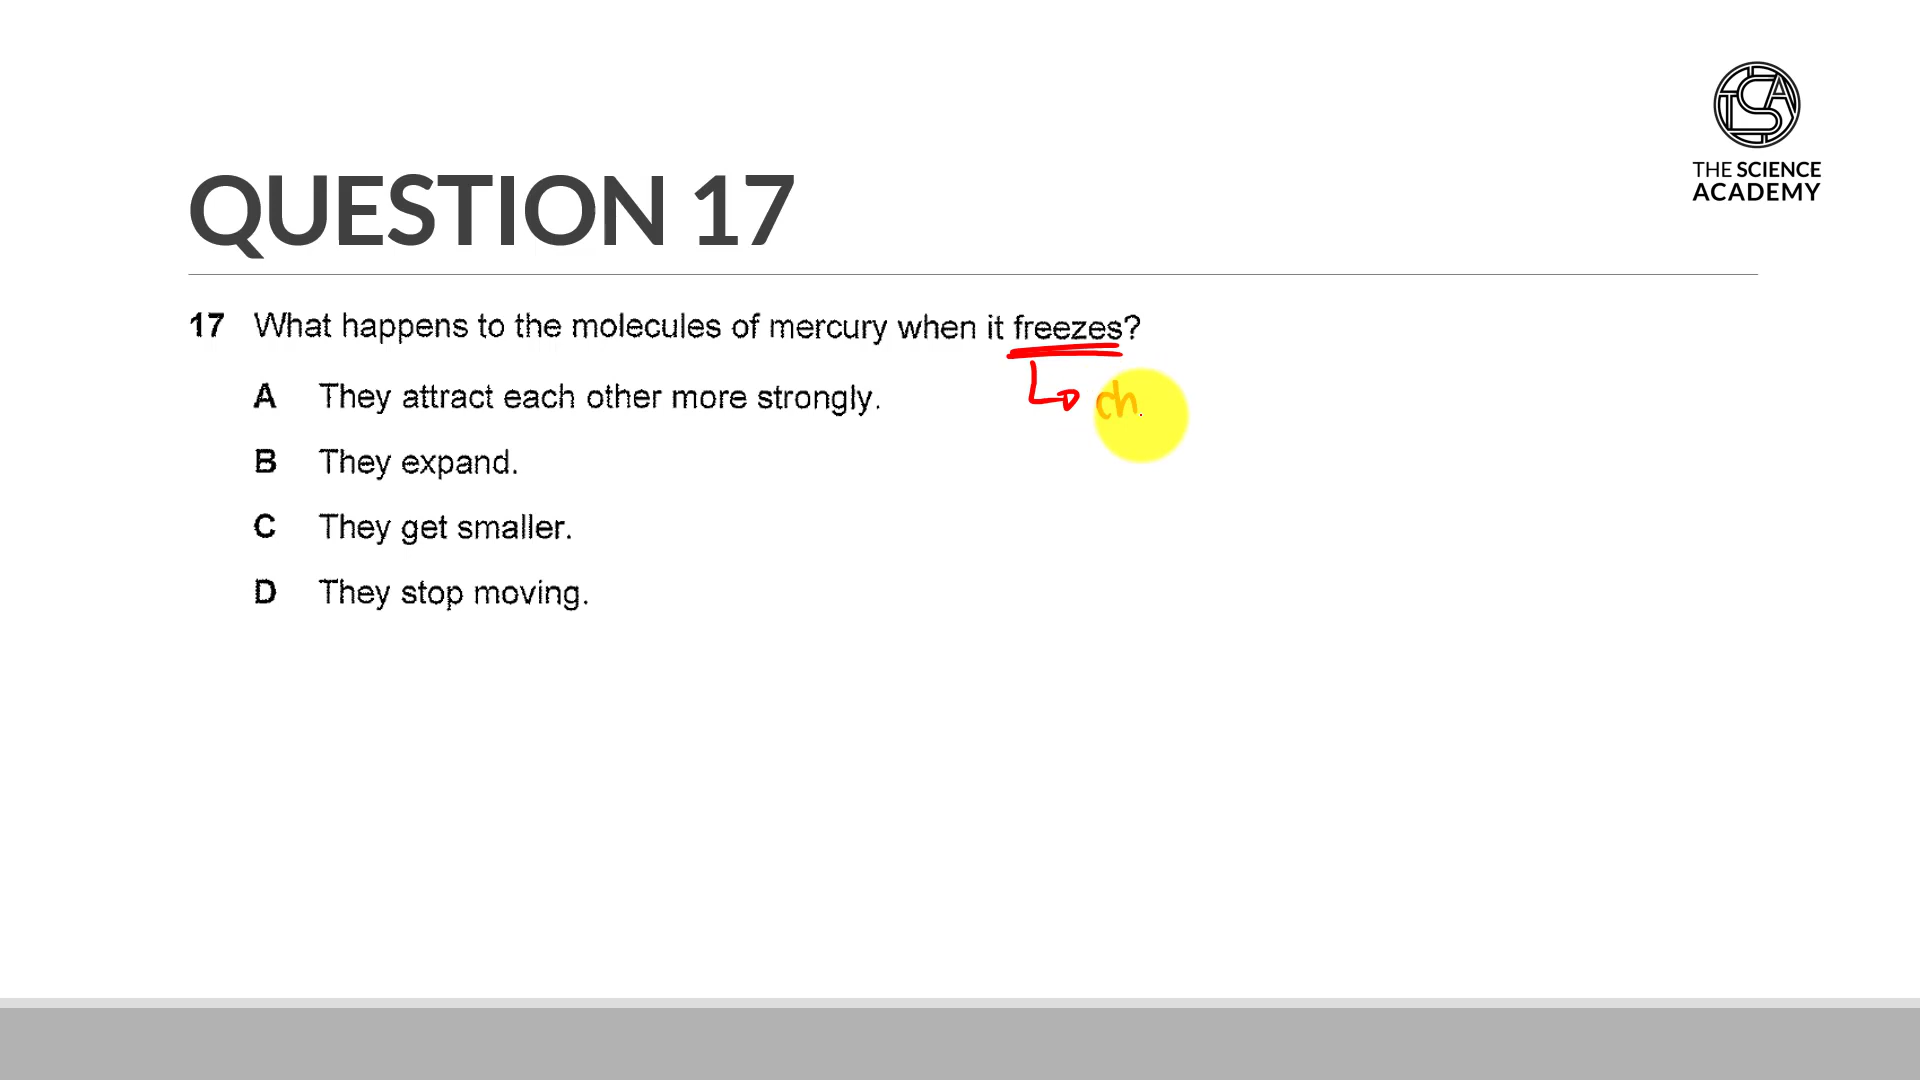 THE SCIENCE
ACADEMY
QUESTION 17
17 What happens to the molecules of mercury when it freezes?
ch
A They attract each other more strongly.
B They expand.
C They get smaller.
D They stop moving.